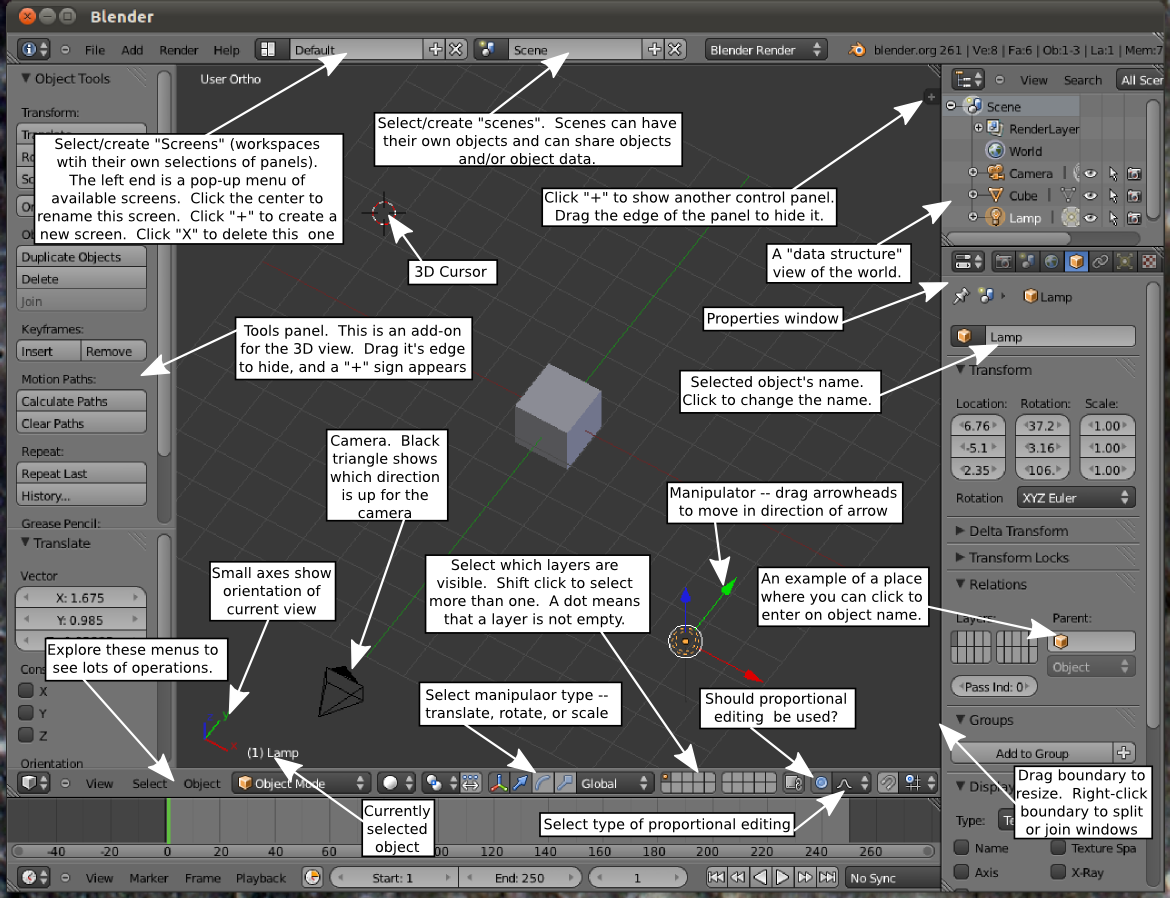 Blender
File Add Render Help Default Scene Blender Render blender.org 261 | Ve:8 | Fa:6 | Ob:1-3 | La:1 | Mem:7
Object Tools
Transform:
User Ortho
Select/create "Screens" (workspaces
wtih their own selections of panels).
The left end is a pop-up menu of
available screens. Click the center to
rename this screen. Click "+" to create a
new screen. Click "X" to delete this one
Select/create "scenes". Scenes can have
their own objects and can share objects
and/or object data.
Click "+" to show another control panel.
Drag the edge of the panel to hide it.
3D Cursor
A "data structure"
view of the world.
View Search All Scer
Scene
RenderLayer
World
Camera
Cube
Lamp
Duplicate Objects
Delete
Join
Keyframes:
Insert Remove
Motion Paths:
Calculate Paths
Clear Paths
Repeat:
Repeat Last
History...
Grease Pencil:
Tools panel. This is an add-on
for the 3D view. Drag it's edge
to hide, and a "+" sign appears
Properties window
Selected object's name.
Click to change the name.
Lamp
Lamp
Transform
Location: Rotation: Scale:
6.76 37.2 1.00
-5.1 3.16 1.00
2.35 106. 1.00
Rotation XYZ Euler
Delta Transform
Transform Locks
Relations
Layers: Parent:
Object
Pass Ind: 0
Groups
Add to Group
Camera. Black
triangle shows
which direction
is up for the
camera
Manipulator -- drag arrowheads
to move in direction of arrow
Small axes show
orientation of
current view
Select which layers are
visible. Shift click to select
more than one. A dot means
that a layer is not empty.
An example of a place
where you can click to
enter on object name.
Translate
Vector
X: 1.675
Y: 0.985
Explore these menus to
see lots of operations.
Cons
X
Y
Z
Orientation
Select manipulaor type --
translate, rotate, or scale
Should proportional
editing be used?
(1) Lamp
View Select Object Object Mode Global
Currently
selected
object
Select type of proportional editing
Drag boundary to
resize. Right-click
boundary to split
or join windows
Displ
Type: Te
Name Texture Spa
Axis X-Ray
-40 -20 0 20 40 60 80 100 120 140 160 180 200 220 240 260
View Marker Frame Playback Start: 1 End: 250 1 No Sync